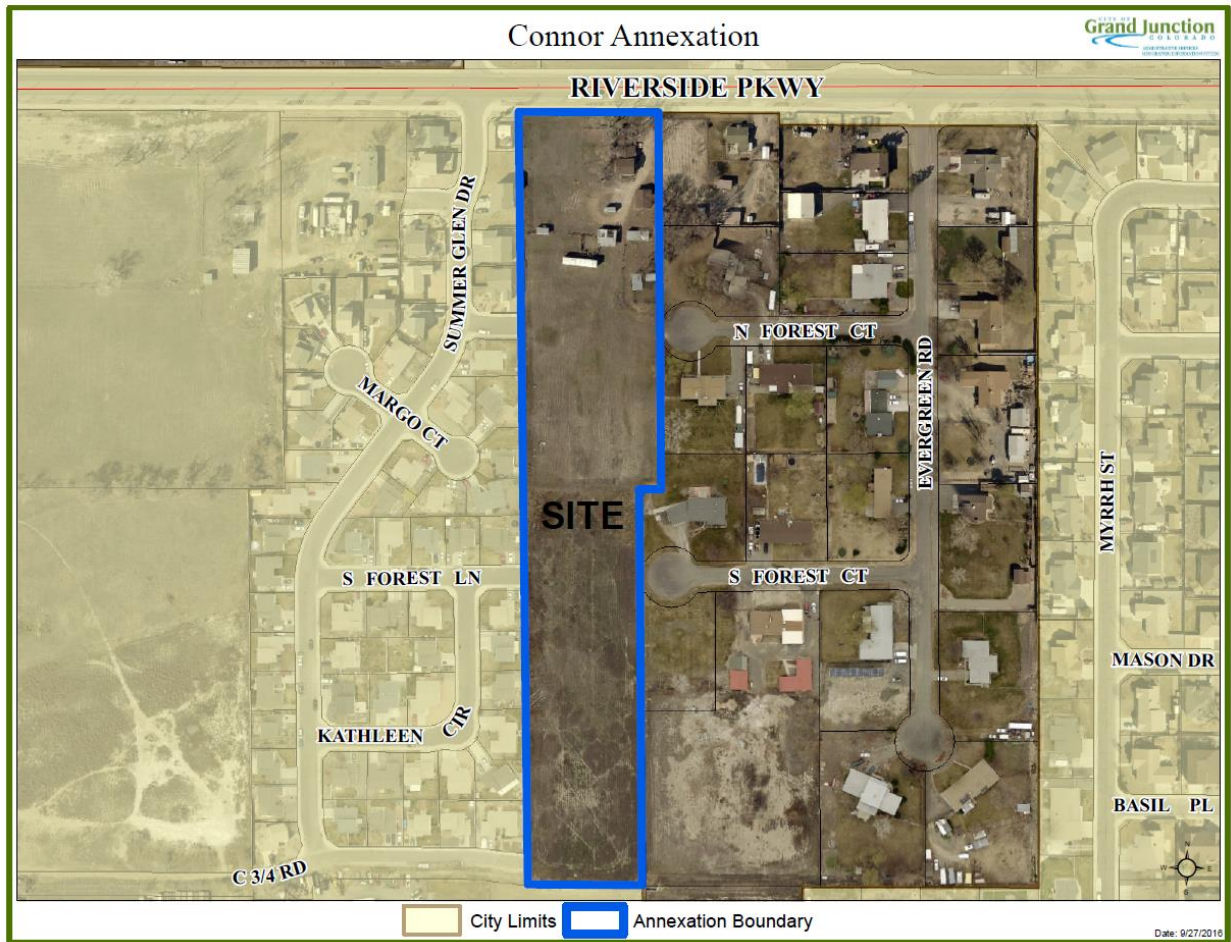 Connor Annexation
CITY OF
Grand Junction
COLORADO
RIVERSIDE PKWY
SUMMER GLEN DR
N FOREST CT
MARGO CT
EVERGREEN RD
SITE
MYRRH ST
S FOREST LN
S FOREST CT
MASON DR
KATHLEEN CIR
BASIL PL
C 3/4 RD
N
W E
S
City Limits
Annexation Boundary
Date: 9/27/2016